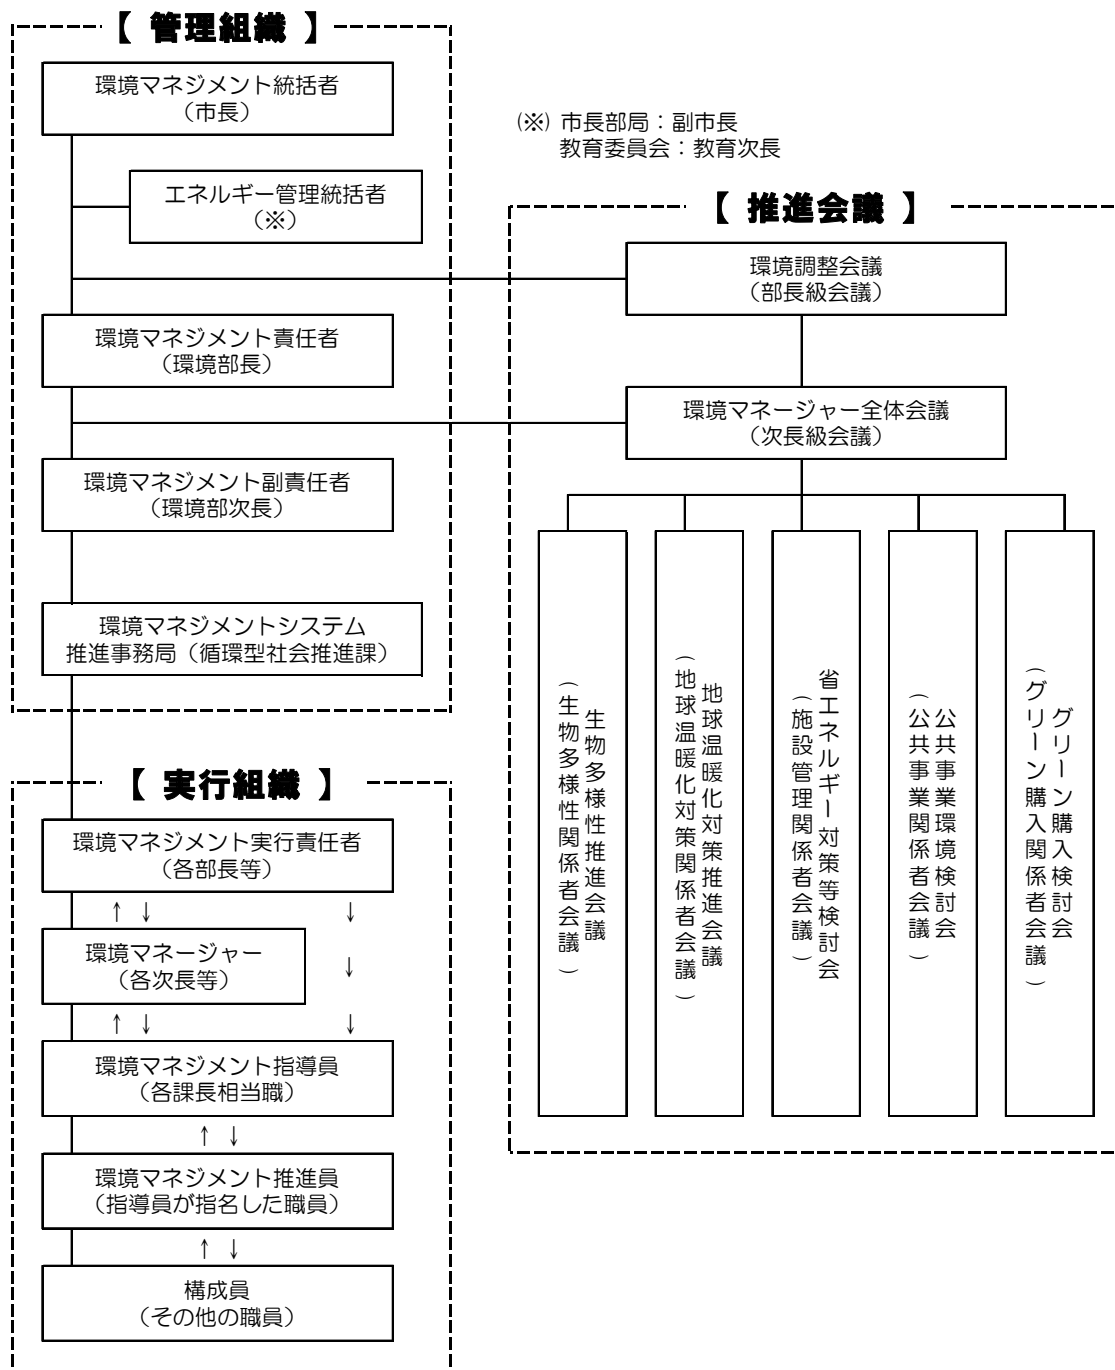 【 管理組織 】
環境マネジメント統括者
（市長）
エネルギー管理統括者
（※）
環境マネジメント責任者
（環境部長）
環境マネジメント副責任者
（環境部次長）
環境マネジメントシステム
推進事務局（循環型社会推進課）
(※) 市長部局：副市長
教育委員会：教育次長
【 推進会議 】
環境調整会議
（部長級会議）
環境マネージャー全体会議
（次長級会議）
生物多様性推進会議
（生物多様性関係者会議）
地球温暖化対策推進会議
（地球温暖化対策関係者会議）
省エネルギー対策等検討会
（施設管理関係者会議）
公共事業環境検討会
（公共事業関係者会議）
グリーン購入検討会
（グリーン購入関係者会議）
【 実行組織 】
環境マネジメント実行責任者
（各部長等）
↑ ↓ ↓
環境マネージャー
（各次長等）
↓
↑ ↓ ↓
環境マネジメント指導員
（各課長相当職）
↑ ↓
環境マネジメント推進員
（指導員が指名した職員）
↑ ↓
構成員
（その他の職員）